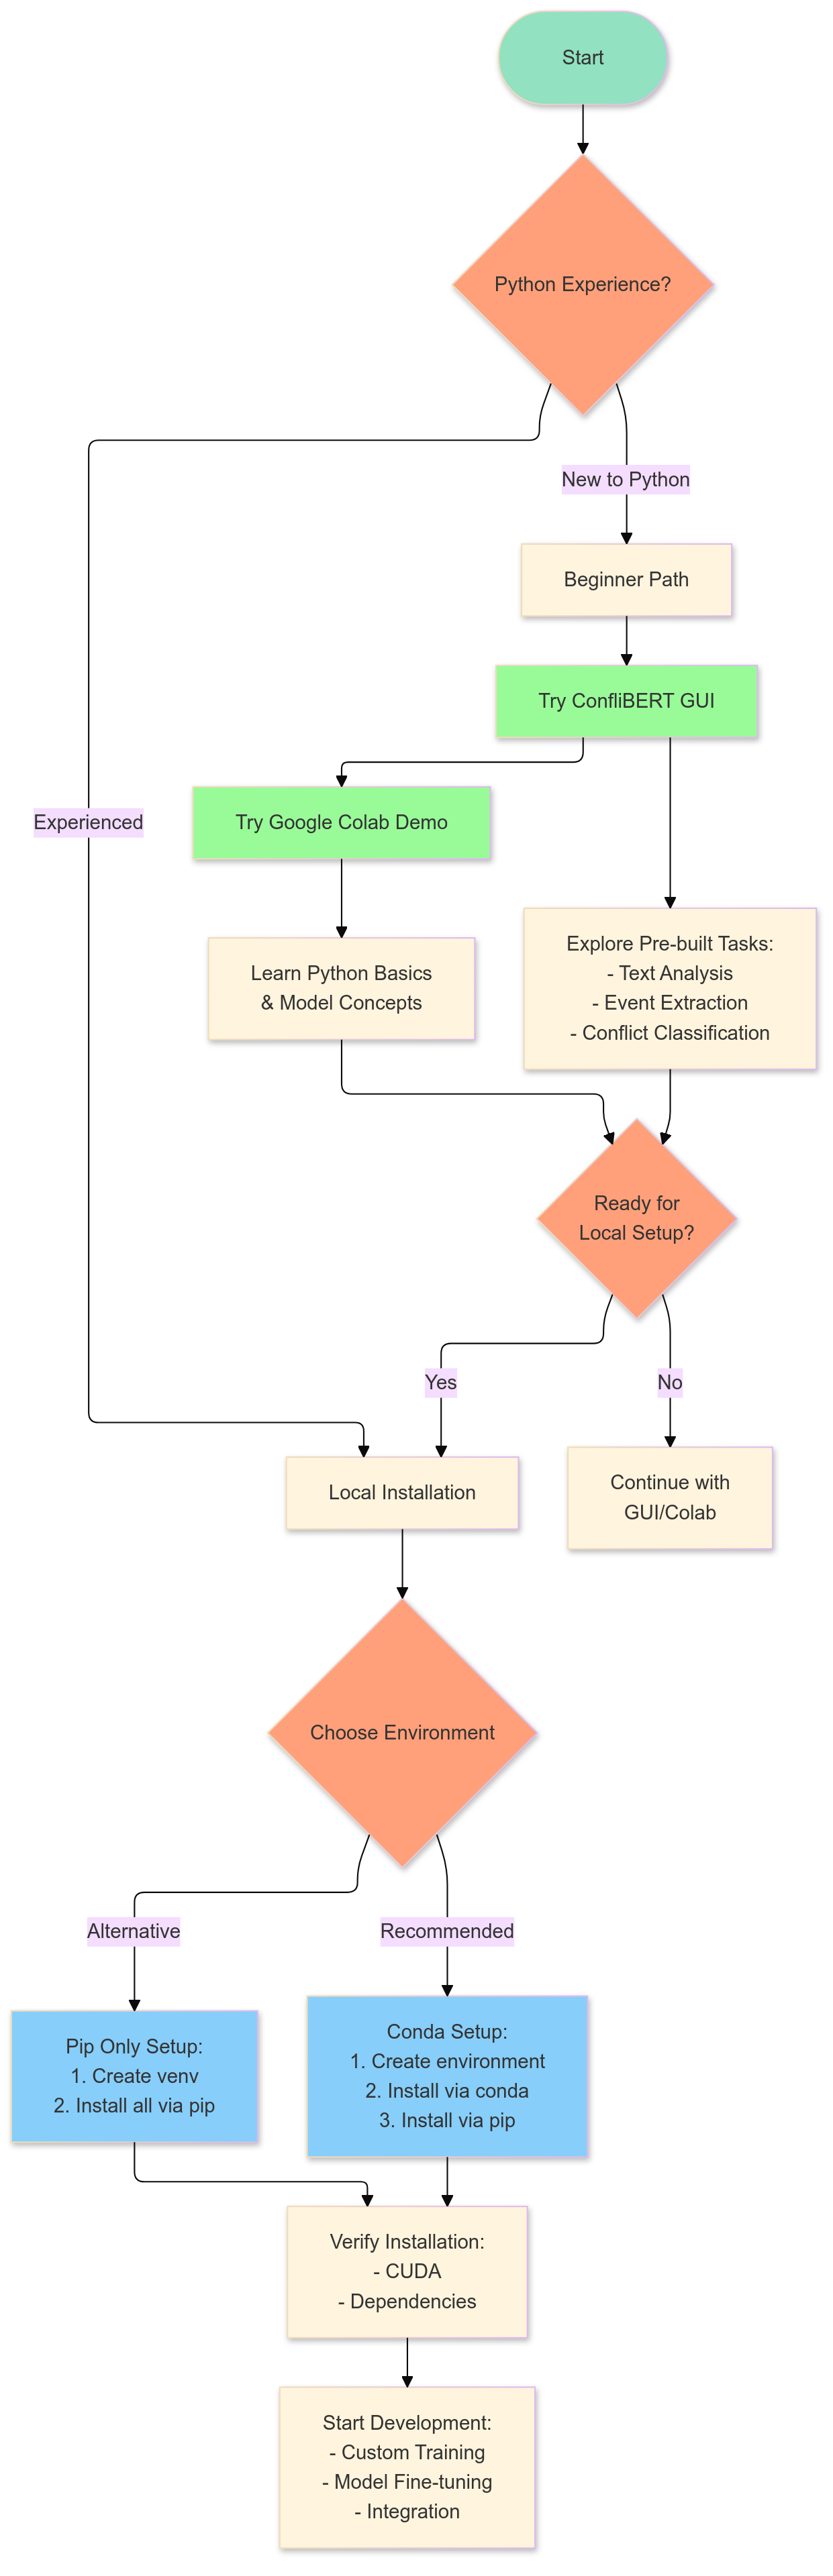 Start
Python Experience?
New to Python
Beginner Path
Try ConfliBERT GUI
Experienced
Try Google Colab Demo
Learn Python Basics
& Model Concepts
Explore Pre-built Tasks:
- Text Analysis
- Event Extraction
- Conflict Classification
Ready for
Local Setup?
Yes
No
Local Installation
Continue with
GUI/Colab
Choose Environment
Alternative
Recommended
Pip Only Setup:
1. Create venv
2. Install all via pip
Conda Setup:
1. Create environment
2. Install via conda
3. Install via pip
Verify Installation:
- CUDA
- Dependencies
Start Development:
- Custom Training
- Model Fine-tuning
- Integration